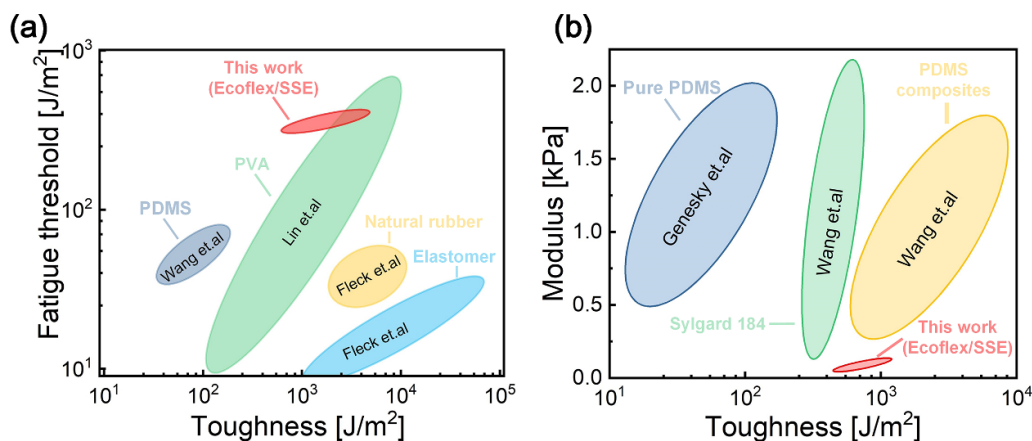 (a)
Fatigue threshold [J/m²]
10³
10²
10¹
This work
(Ecoflex/SSE)
PVA
Lin et.al
PDMS
Wang et.al
Natural rubber
Fleck et.al
Elastomer
Fleck et.al
10¹ 10² 10³ 10⁴ 10⁵
Toughness [J/m²]
(b)
Modulus [kPa]
2.0
1.5
1.0
0.5
0.0
Pure PDMS
Genesky et.al
Wang et.al
Sylgard 184
PDMS
composites
Wang et.al
This work
(Ecoflex/SSE)
10¹ 10² 10³ 10⁴
Toughness [J/m²]